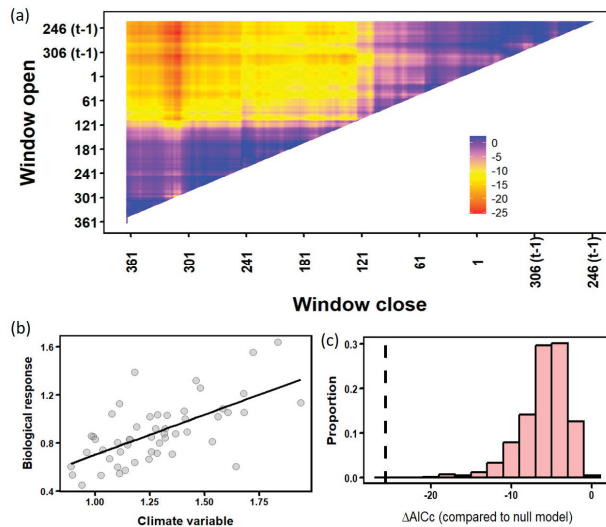 (a)
246 (t-1)
306 (t-1)
1
61
121
181
241
301
361
Window open
0
-5
-10
-15
-20
-25
361
301
241
181
121
61
1
306 (t-1)
246 (t-1)
Window close
(b)
1.6
1.2
0.8
0.4
Biological response
1.00
1.25
1.50
1.75
Climate variable
(c)
0.3
0.2
0.1
0.0
Proportion
-20
-10
0
ΔAICc (compared to null model)